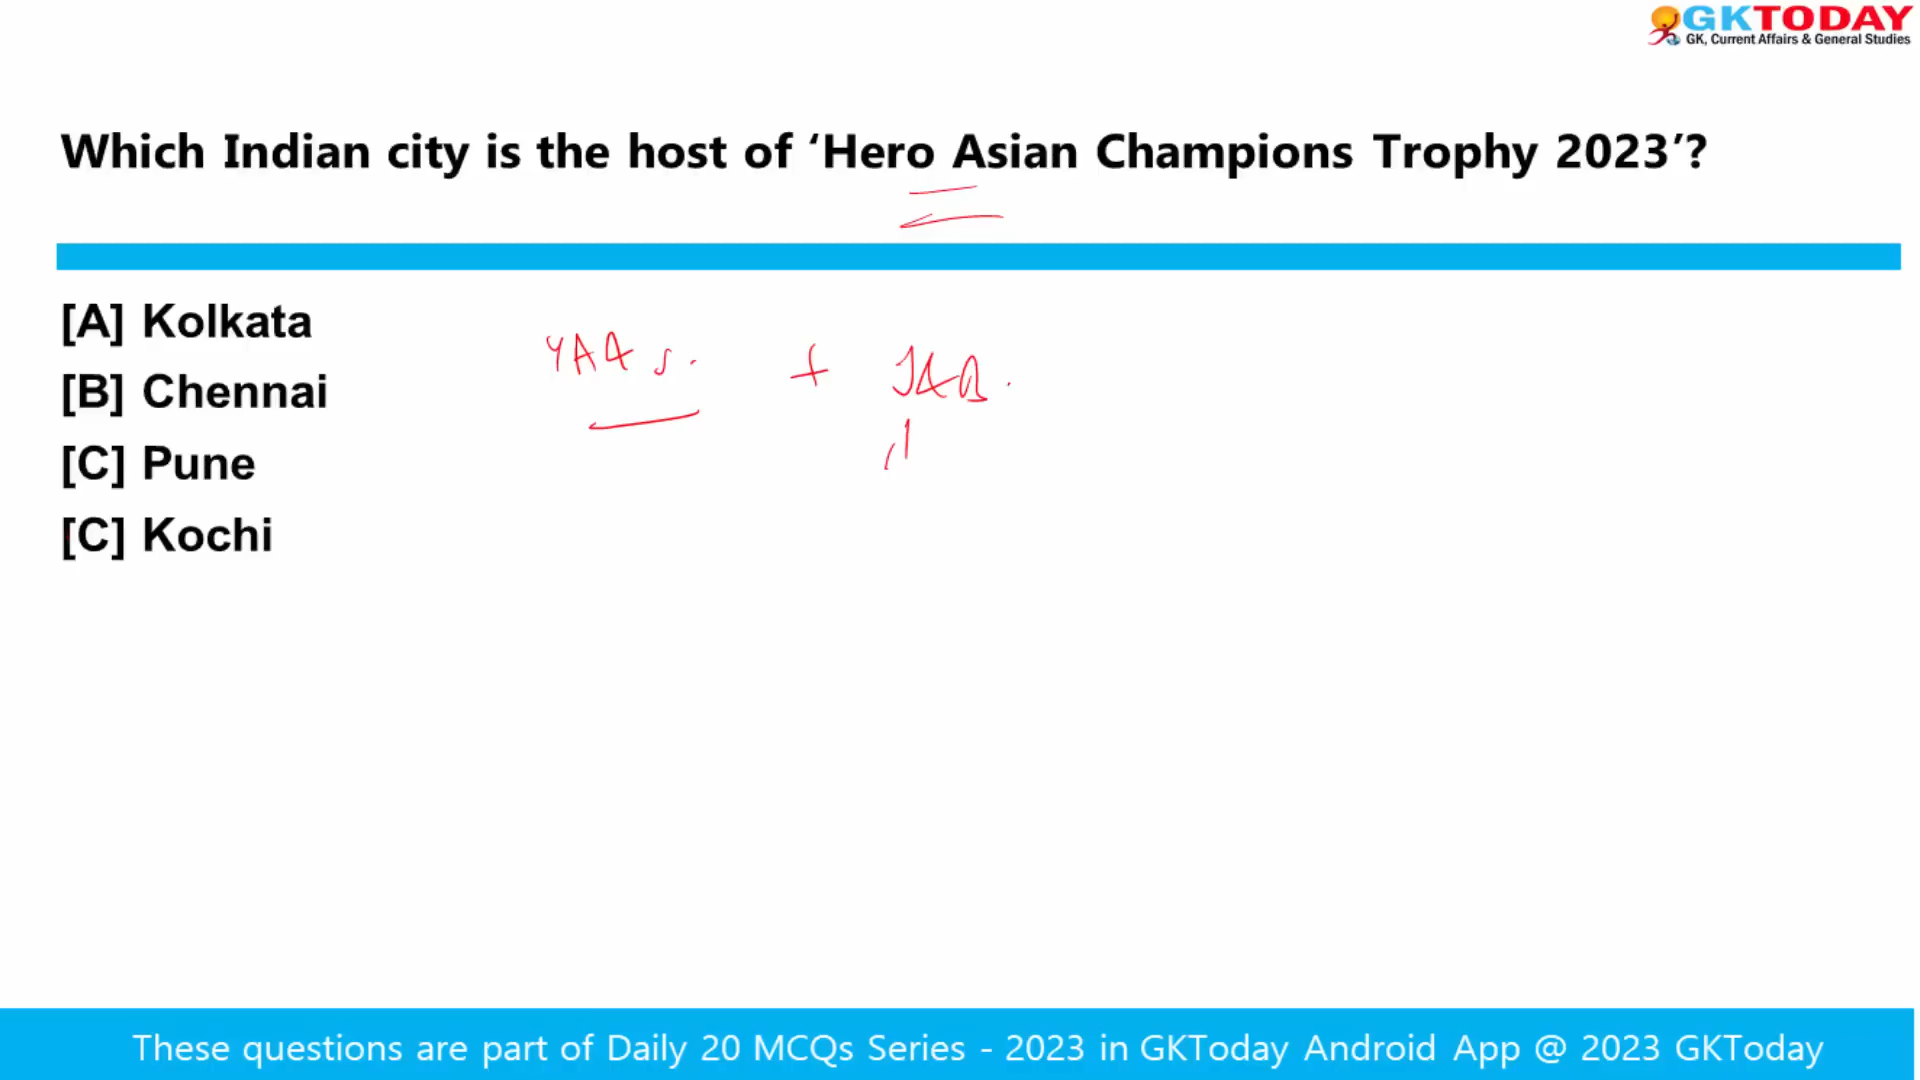 GKTODAY
GK, Current Affairs & General Studies
Which Indian city is the host of ‘Hero Asian Champions Trophy 2023’?
[A] Kolkata
[B] Chennai
[C] Pune
[C] Kochi
These questions are part of Daily 20 MCQs Series - 2023 in GKToday Android App @ 2023 GKToday